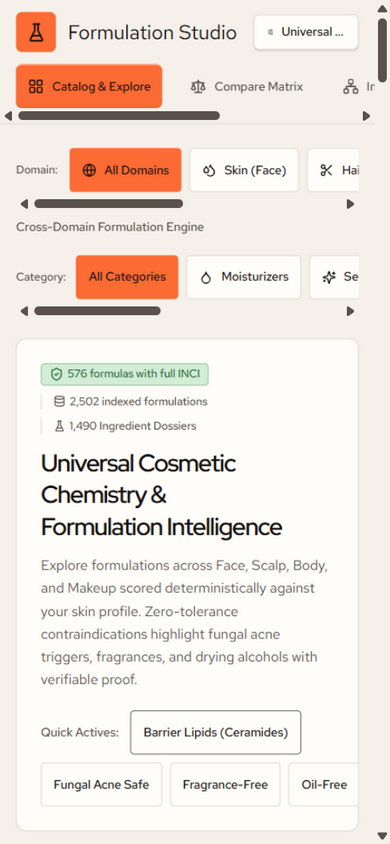 Formulation Studio
Universal ...
Catalog & Explore
Compare Matrix
Domain:
All Domains
Skin (Face)
Cross-Domain Formulation Engine
Category:
All Categories
Moisturizers
576 formulas with full INCI
2,502 indexed formulations
1,490 Ingredient Dossiers
Universal Cosmetic
Chemistry &
Formulation Intelligence
Explore formulations across Face, Scalp, Body,
and Makeup scored deterministically against
your skin profile. Zero-tolerance
contraindications highlight fungal acne
triggers, fragrances, and drying alcohols with
verifiable proof.
Quick Actives:
Barrier Lipids (Ceramides)
Fungal Acne Safe
Fragrance-Free
Oil-Free